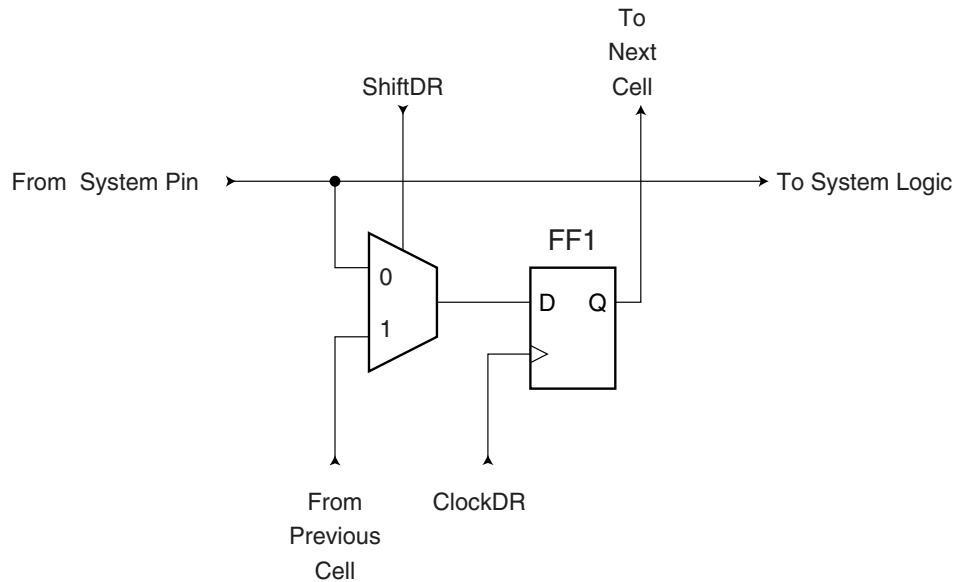 To
Next
Cell
ShiftDR
From System Pin
To System Logic
FF1
0
D Q
1
From
Previous
Cell
ClockDR